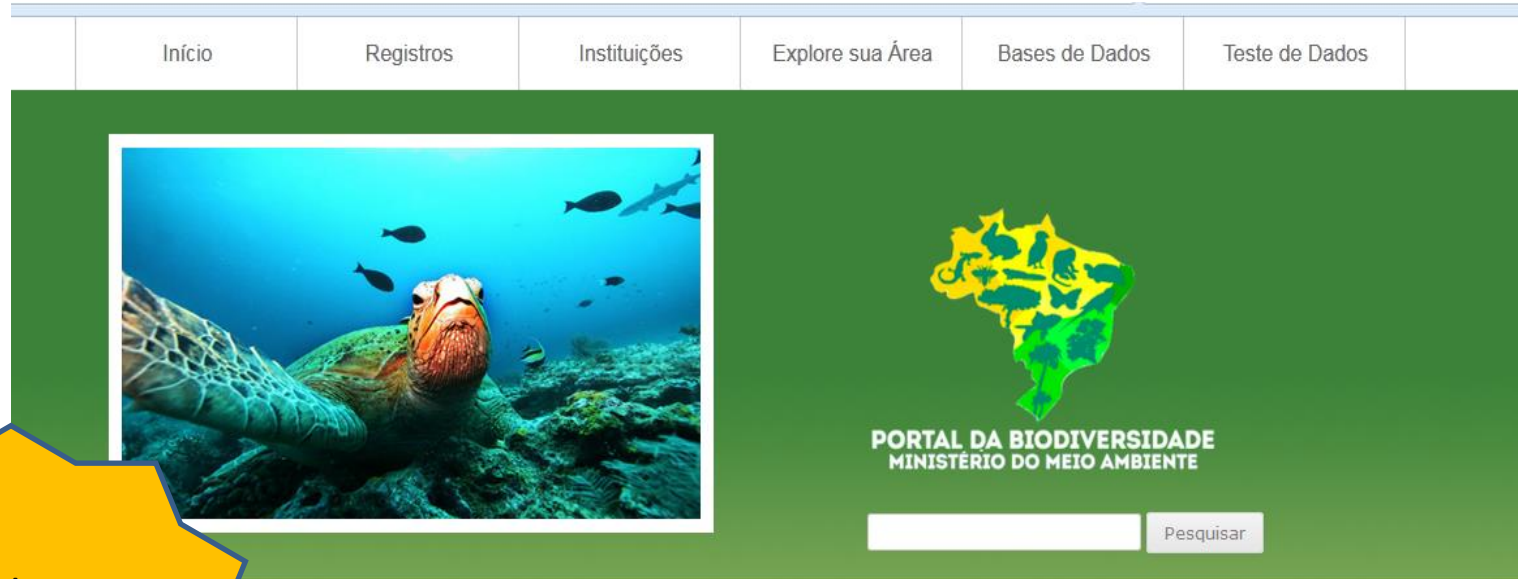 Início Registros Instituições Explore sua Área Bases de Dados Teste de Dados
PORTAL DA BIODIVERSIDADE
MINISTÉRIO DO MEIO AMBIENTE
Pesquisar